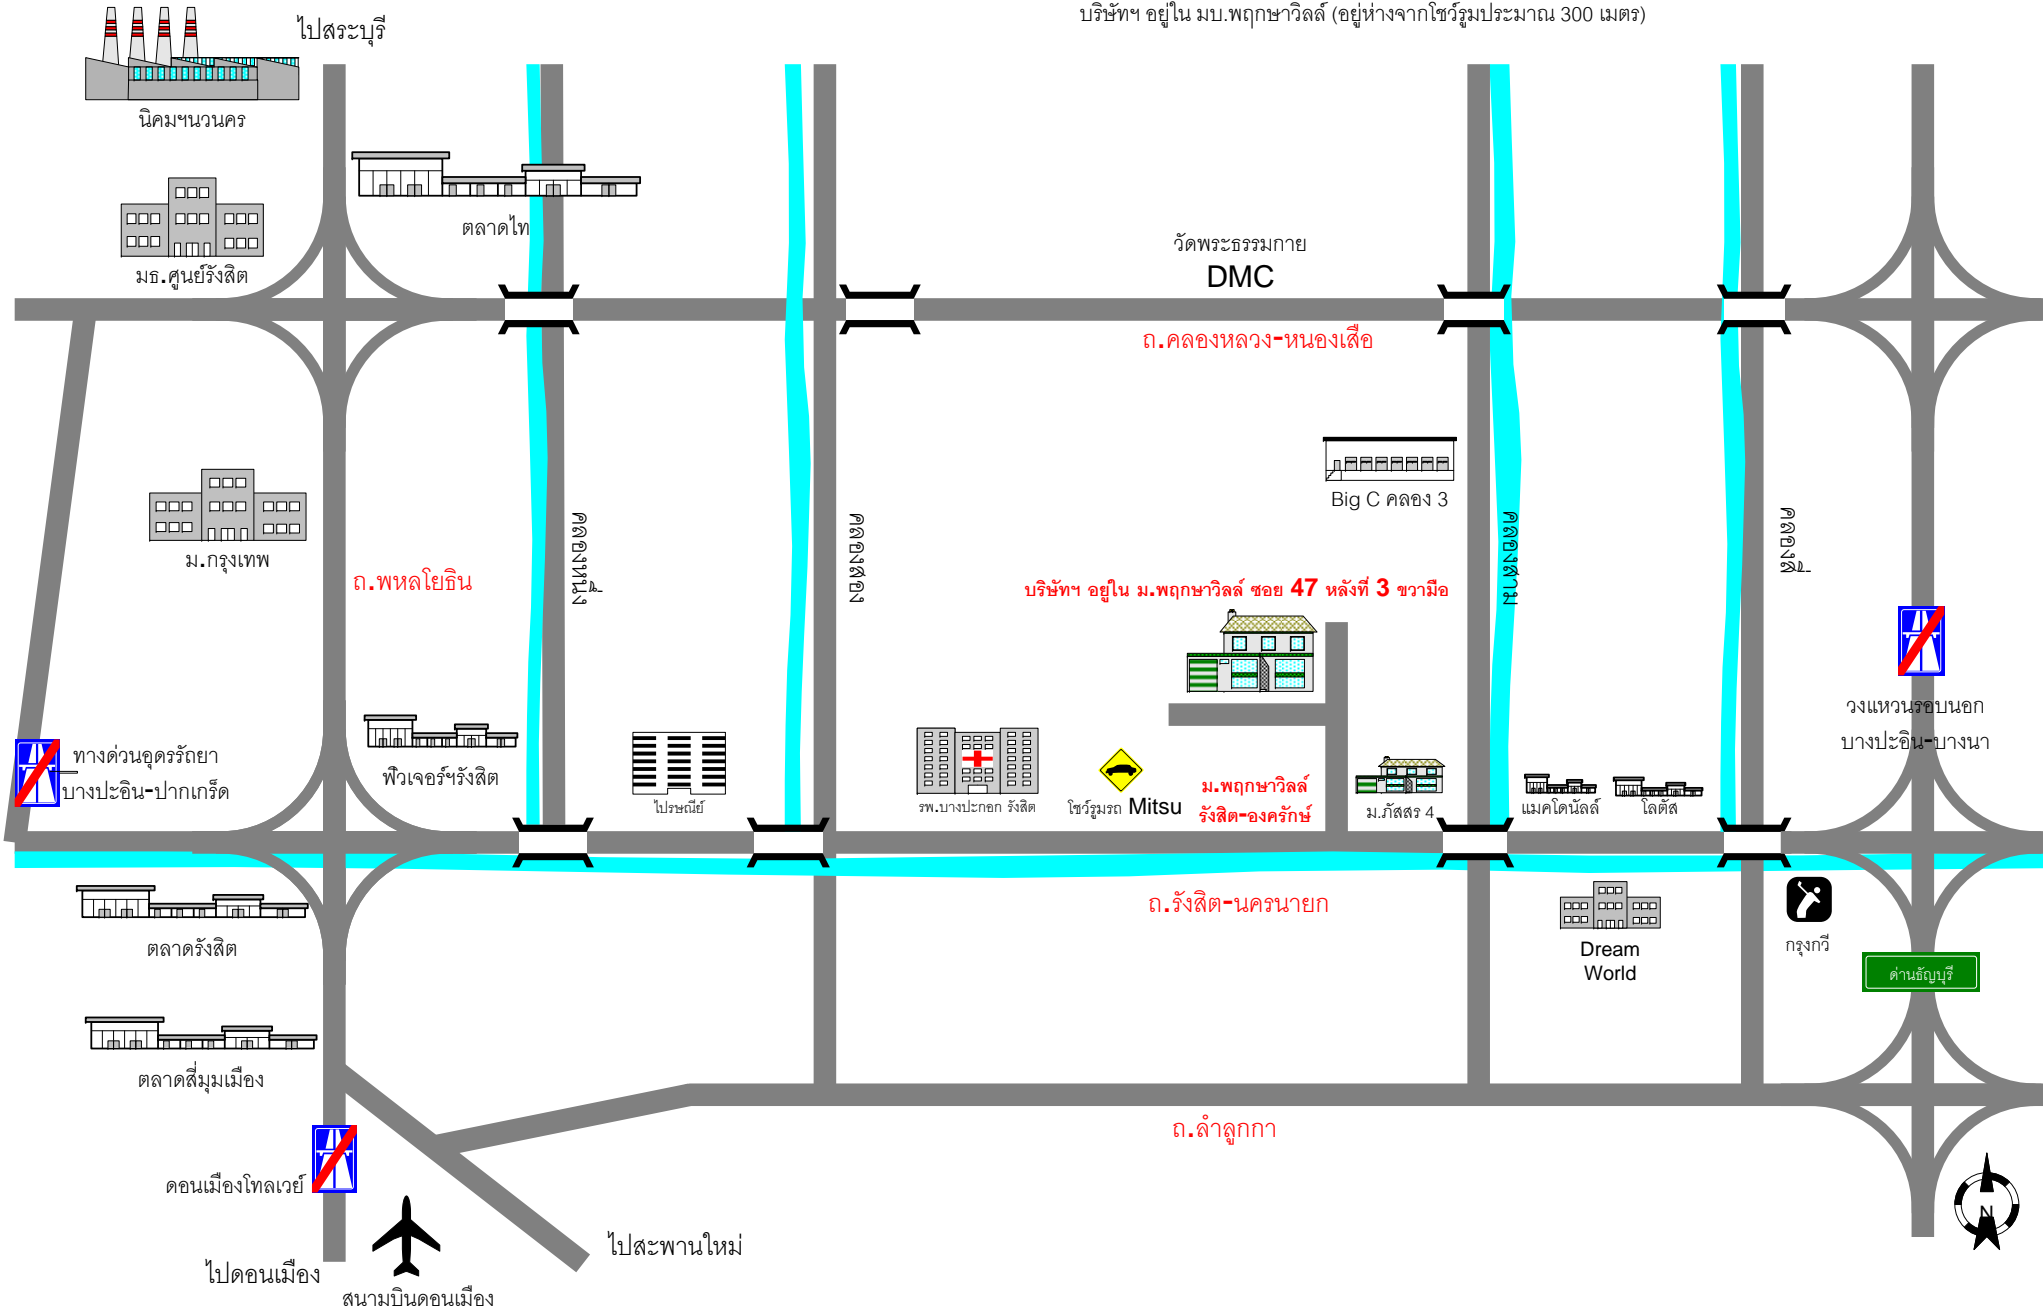 บริษัทฯ อยู่ใน มบ.พฤกษาวิลล์ (อยู่ห่างจากโชว์รูมประมาณ 300 เมตร)
ไปสระบุรี
นิคมฯนวนคร
ตลาดไท
มธ.ศูนย์รังสิต
วัดพระธรรมกาย
DMC
ถ.คลองหลวง-หนองเสือ
Big C คลอง 3
คลองหนึ่ง
คลองสอง
คลองสาม
คลองสี่
ม.กรุงเทพ
ถ.พหลโยธิน
บริษัทฯ อยู่ใน ม.พฤกษาวิลล์ ซอย 47 หลังที่ 3 ขวามือ
วงแหวนรอบนอก
บางปะอิน-บางนา
ทางด่วนอุดรรัถยา
บางปะอิน-ปากเกร็ด
ฟิวเจอร์ฯรังสิต
ไปรษณีย์
รพ.บางปะกอก รังสิต
โชว์รูมรถ Mitsu
ม.พฤกษาวิลล์
รังสิต-องครักษ์
ม.ภัสสร 4
แมคโดนัลล์
โลตัส
ถ.รังสิต-นครนายก
ตลาดรังสิต
Dream
World
กรุงกวี
ด่านธัญบุรี
ตลาดสี่มุมเมือง
ถ.ลำลูกกา
ดอนเมืองโทลเวย์
N
ไปสะพานใหม่
ไปดอนเมือง
สนามบินดอนเมือง